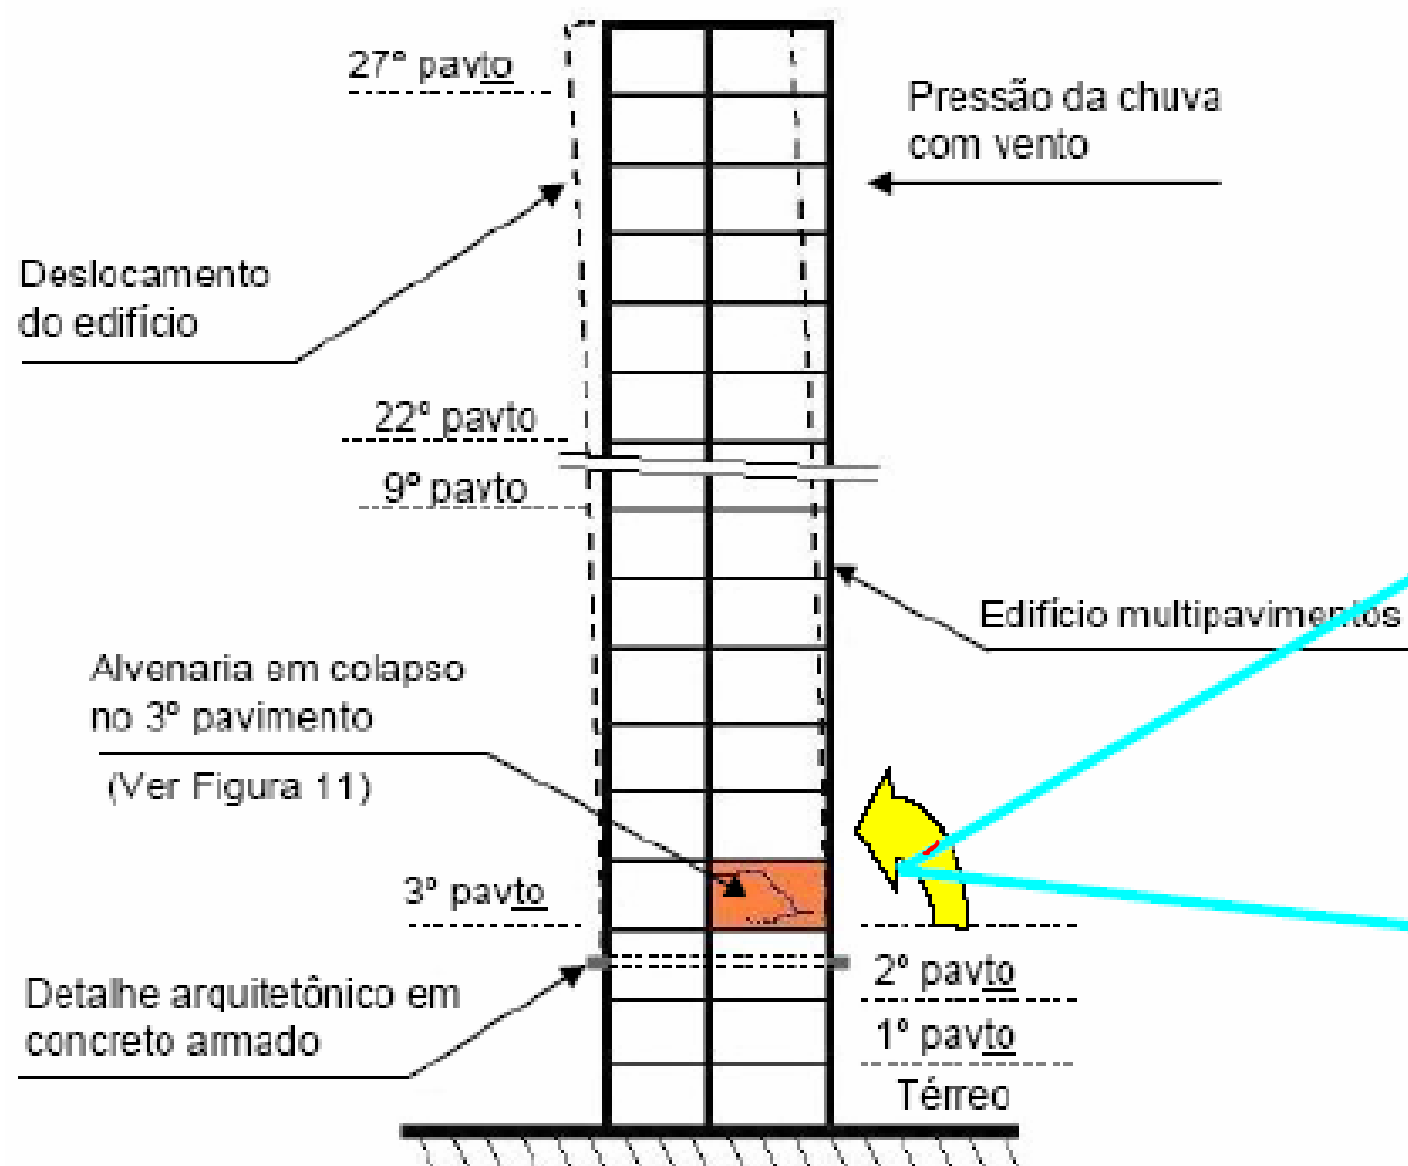 27º pavto
Pressão da chuva
com vento
Deslocamento
do edifício
22º pavto
9º pavto
Edifício multipavimentos
Alvenaria em colapso
no 3º pavimento
(Ver Figura 11)
3º pavto
2º pavto
Detalhe arquitetônico em
concreto armado
1º pavto
Térreo